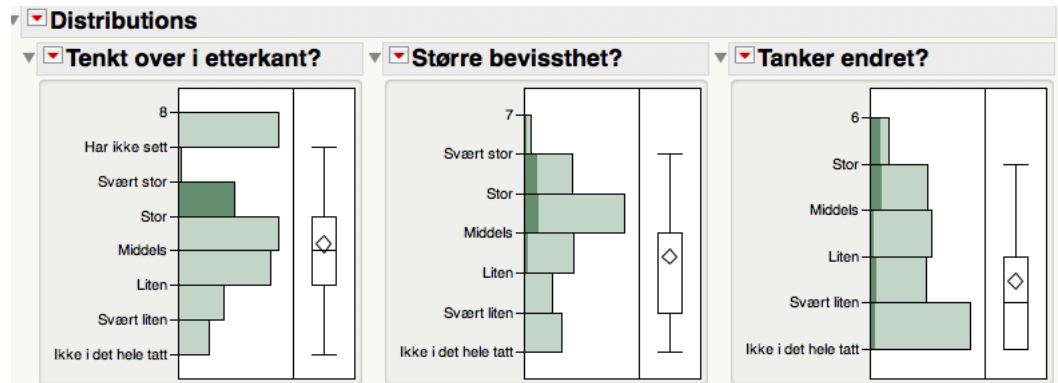 Distributions
Tenkt over i etterkant?
8
Har ikke sett
Svært stor
Stor
Middels
Liten
Svært liten
Ikke i det hele tatt
Større bevissthet?
7
Svært stor
Stor
Middels
Liten
Svært liten
Ikke i det hele tatt
Tanker endret?
6
Stor
Middels
Liten
Svært liten
Ikke i det hele tatt